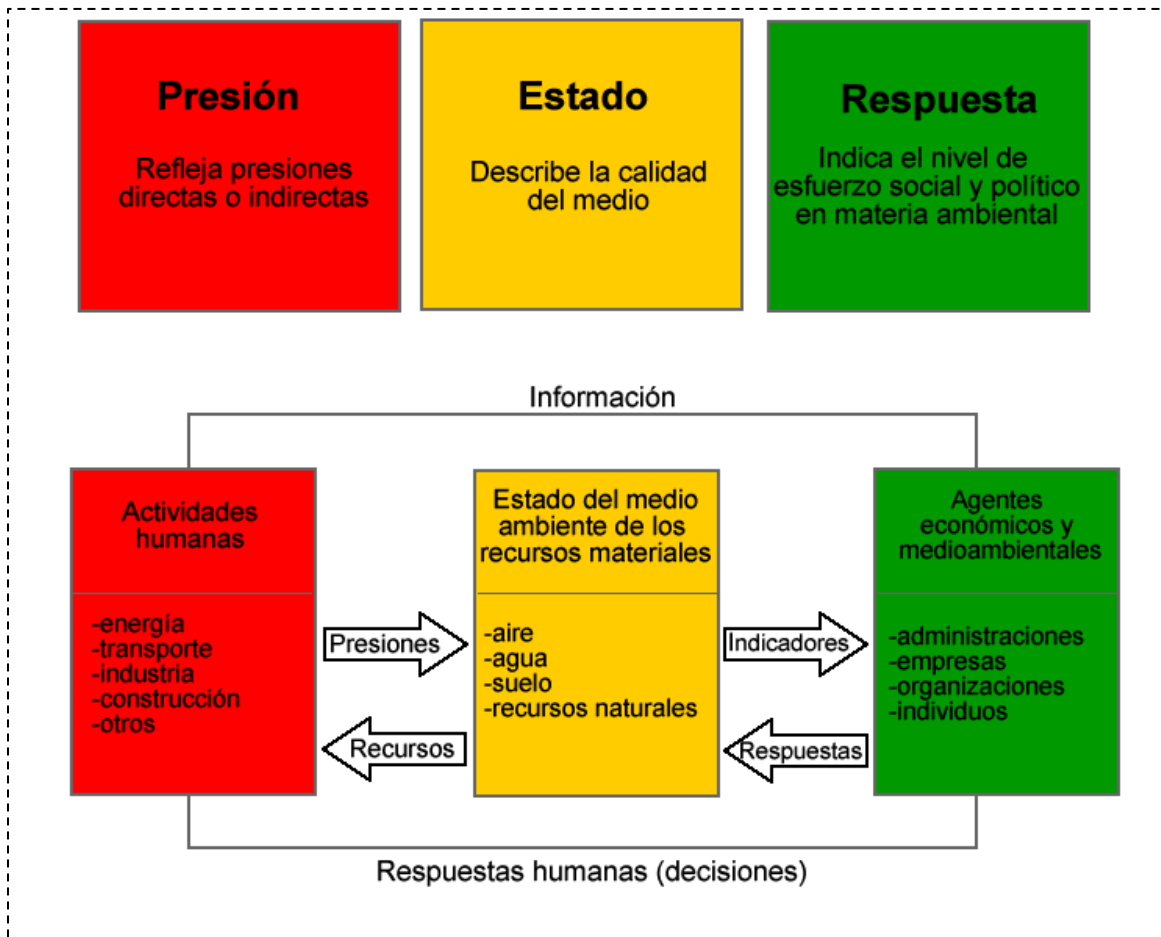 Presión
Refleja presiones
directas o indirectas
Estado
Describe la calidad
del medio
Respuesta
Indica el nivel de
esfuerzo social y político
en materia ambiental
Información
Actividades
humanas
-energía
-transporte
-industria
-construcción
-otros
Presiones
Recursos
Estado del medio
ambiente de los
recursos materiales
-aire
-agua
-suelo
-recursos naturales
Indicadores
Respuestas
Agentes
económicos y
medioambientales
-administraciones
-empresas
-organizaciones
-individuos
Respuestas humanas (decisiones)